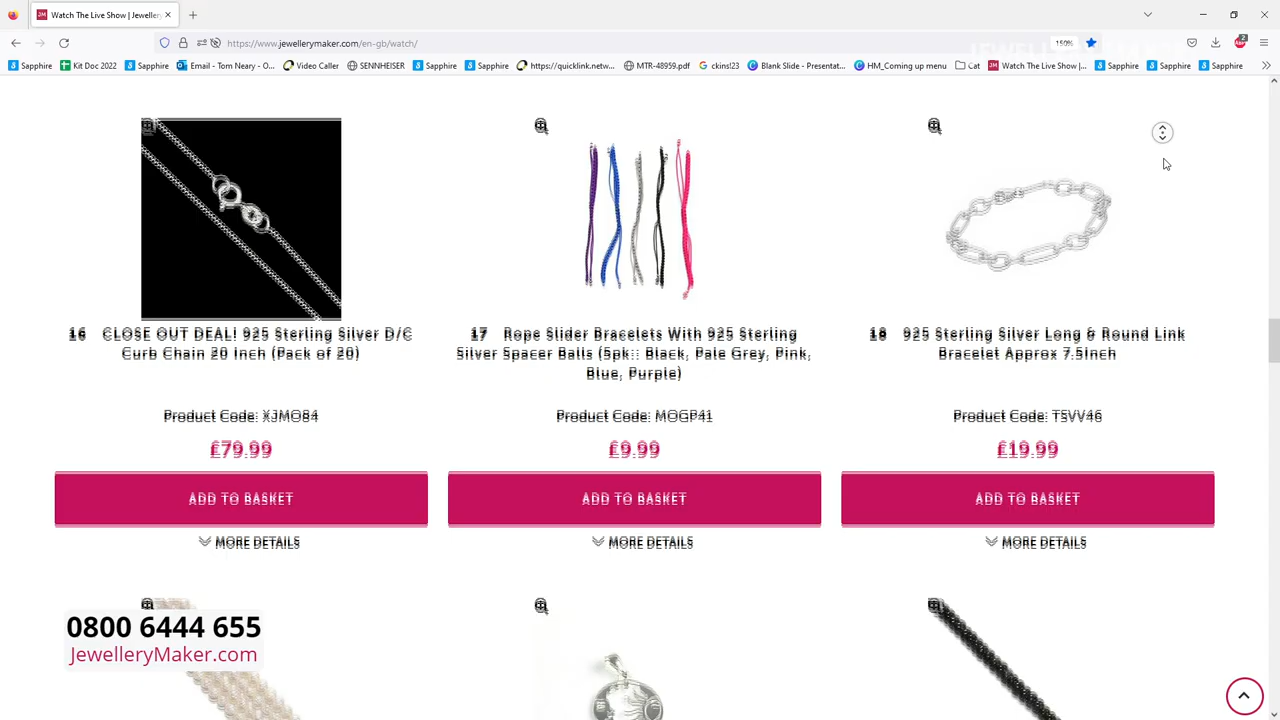 Watch The Live Show | Jeweller
https://www.jewellerymaker.com/en-gb/watch/
150%
2
Sapphire
Kit Doc 2022
Sapphire
Email - Tom Neary - O...
Video Caller
SENNHEISER
Sapphire
Sapphire
https://quicklink.netw...
MTR-48959.pdf
ckins!23
Blank Slide - Presentat...
HM_Coming up menu
Cat
Watch The Live Show |...
Sapphire
Sapphire
Sapphire
16 CLOSE OUT DEAL! 925 Sterling Silver D/C
Curb Chain 20 Inch (Pack of 20)
Product Code: XJMO84
£79.99
ADD TO BASKET
MORE DETAILS
17 Rope Slider Bracelets With 925 Sterling
Silver Spacer Balls (5pk:: Black, Pale Grey, Pink,
Blue, Purple)
Product Code: MOGP41
£9.99
ADD TO BASKET
MORE DETAILS
18 925 Sterling Silver Long & Round Link
Bracelet Approx 7.5Inch
Product Code: TSVV46
£19.99
ADD TO BASKET
MORE DETAILS
0800 6444 655
JewelleryMaker.com